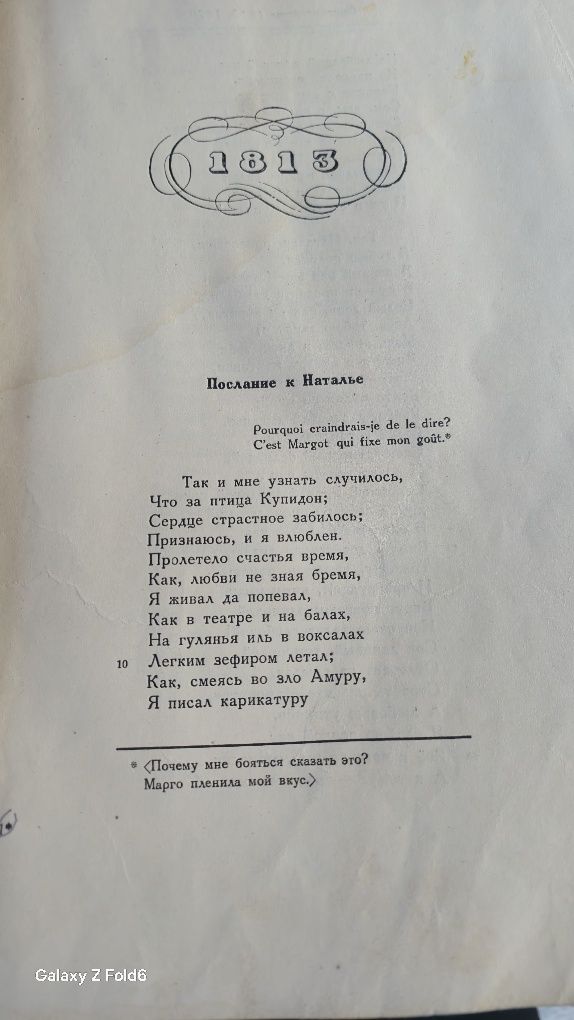 1813
Послание к Наталье
Pourquoi craindrais-je de le dire?
C'est Margot qui fixe mon goût.*
Так и мне узнать случилось,
Что за птица Купидон;
Сердце страстное забилось;
Признаюсь, и я влюблен.
Пролетело счастья время,
Как, любви не зная бремя,
Я живал да попевал,
Как в театре и на балах,
На гулянья иль в воксалах
10 Легким зефиром летал;
Как, смеясь во зло Амуру,
Я писал карикатуру
* 〈Почему мне бояться сказать это?
Марго пленила мой вкус.〉
Galaxy Z Fold6